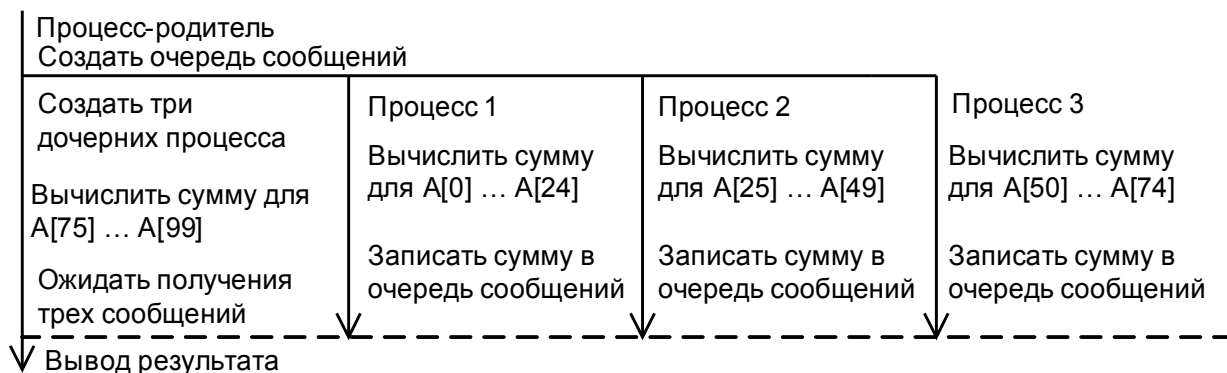 Процесс-родитель
Создать очередь сообщений
Создать три
дочерних процесса
Вычислить сумму для
A[75] … A[99]
Ожидать получения
трех сообщений
Процесс 1
Вычислить сумму
для A[0] … A[24]
Записать сумму в
очередь сообщений
Процесс 2
Вычислить сумму
для A[25] … A[49]
Записать сумму в
очередь сообщений
Процесс 3
Вычислить сумму
для A[50] … A[74]
Записать сумму в
очередь сообщений
Вывод результата